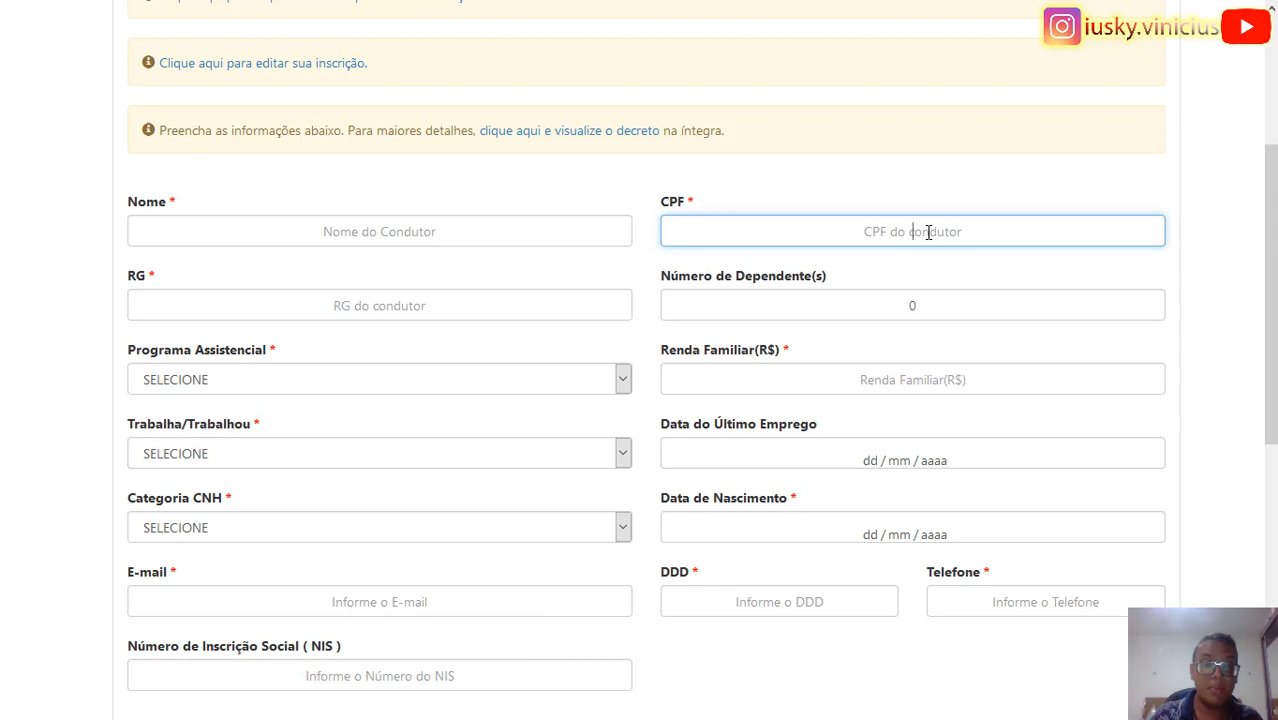 iusky.vinicius
Clique aqui para editar sua inscrição.
Preencha as informações abaixo. Para maiores detalhes, clique aqui e visualize o decreto na íntegra.
Nome *
CPF *
Nome do Condutor
CPF do condutor
RG *
Número de Dependente(s)
RG do condutor
0
Programa Assistencial *
Renda Familiar(R$) *
SELECIONE
Renda Familiar(R$)
Trabalha/Trabalhou *
Data do Último Emprego
SELECIONE
dd / mm / aaaa
Categoria CNH *
Data de Nascimento *
SELECIONE
dd / mm / aaaa
E-mail *
DDD *
Telefone *
Informe o E-mail
Informe o DDD
Informe o Telefone
Número de Inscrição Social ( NIS )
Informe o Número do NIS